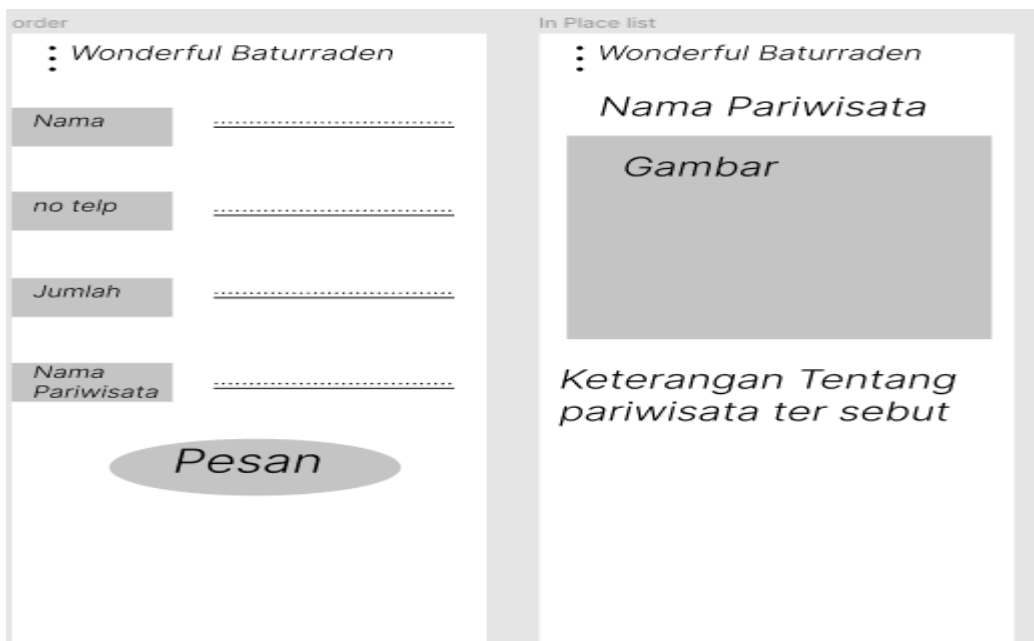 order
Wonderful Baturraden
Nama
no telp
Jumlah
Nama
Pariwisata
Pesan
In Place list
Wonderful Baturraden
Nama Pariwisata
Gambar
Keterangan Tentang
pariwisata ter sebut